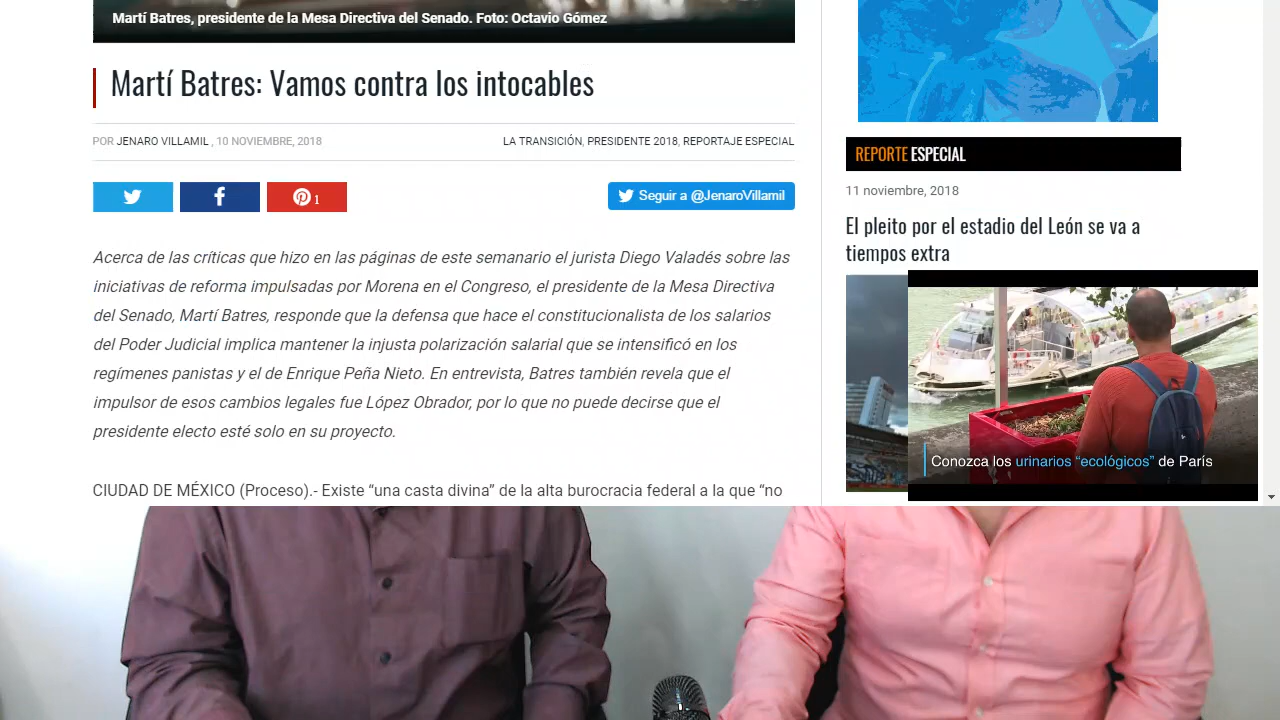 Martí Batres, presidente de la Mesa Directiva del Senado. Foto: Octavio Gómez
Martí Batres: Vamos contra los intocables
POR JENARO VILLAMIL , 10 NOVIEMBRE, 2018
LA TRANSICIÓN, PRESIDENTE 2018, REPORTAJE ESPECIAL
1
Seguir a @JenaroVillamil
Acerca de las críticas que hizo en las páginas de este semanario el jurista Diego Valadés sobre las
iniciativas de reforma impulsadas por Morena en el Congreso, el presidente de la Mesa Directiva
del Senado, Martí Batres, responde que la defensa que hace el constitucionalista de los salarios
del Poder Judicial implica mantener la injusta polarización salarial que se intensificó en los
regímenes panistas y el de Enrique Peña Nieto. En entrevista, Batres también revela que el
impulsor de esos cambios legales fue López Obrador, por lo que no puede decirse que el
presidente electo esté solo en su proyecto.
CIUDAD DE MÉXICO (Proceso).- Existe “una casta divina” de la alta burocracia federal a la que “no
REPORTE ESPECIAL
11 noviembre, 2018
El pleito por el estadio del León se va a
tiempos extra
Conozca los urinarios “ecológicos” de París